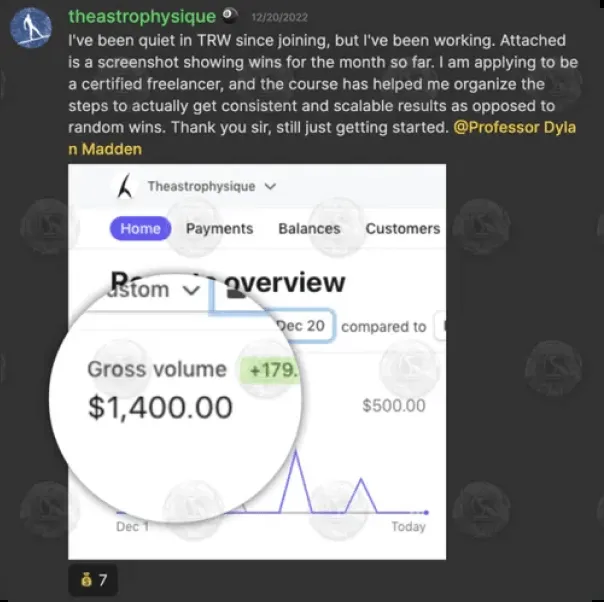 theastrophysique 12/20/2022
I've been quiet in TRW since joining, but I've been working. Attached
is a screenshot showing wins for the month so far. I am applying to be
a certified freelancer, and the course has helped me organize the
steps to actually get consistent and scalable results as opposed to
random wins. Thank you sir, still just getting started. @Professor Dyla
n Madden
Theastrophysique
Home Payments Balances Customers
overview
Dec 20 compared to
Gross volume +179.
$1,400.00 $500.00
Dec 1 Today
7